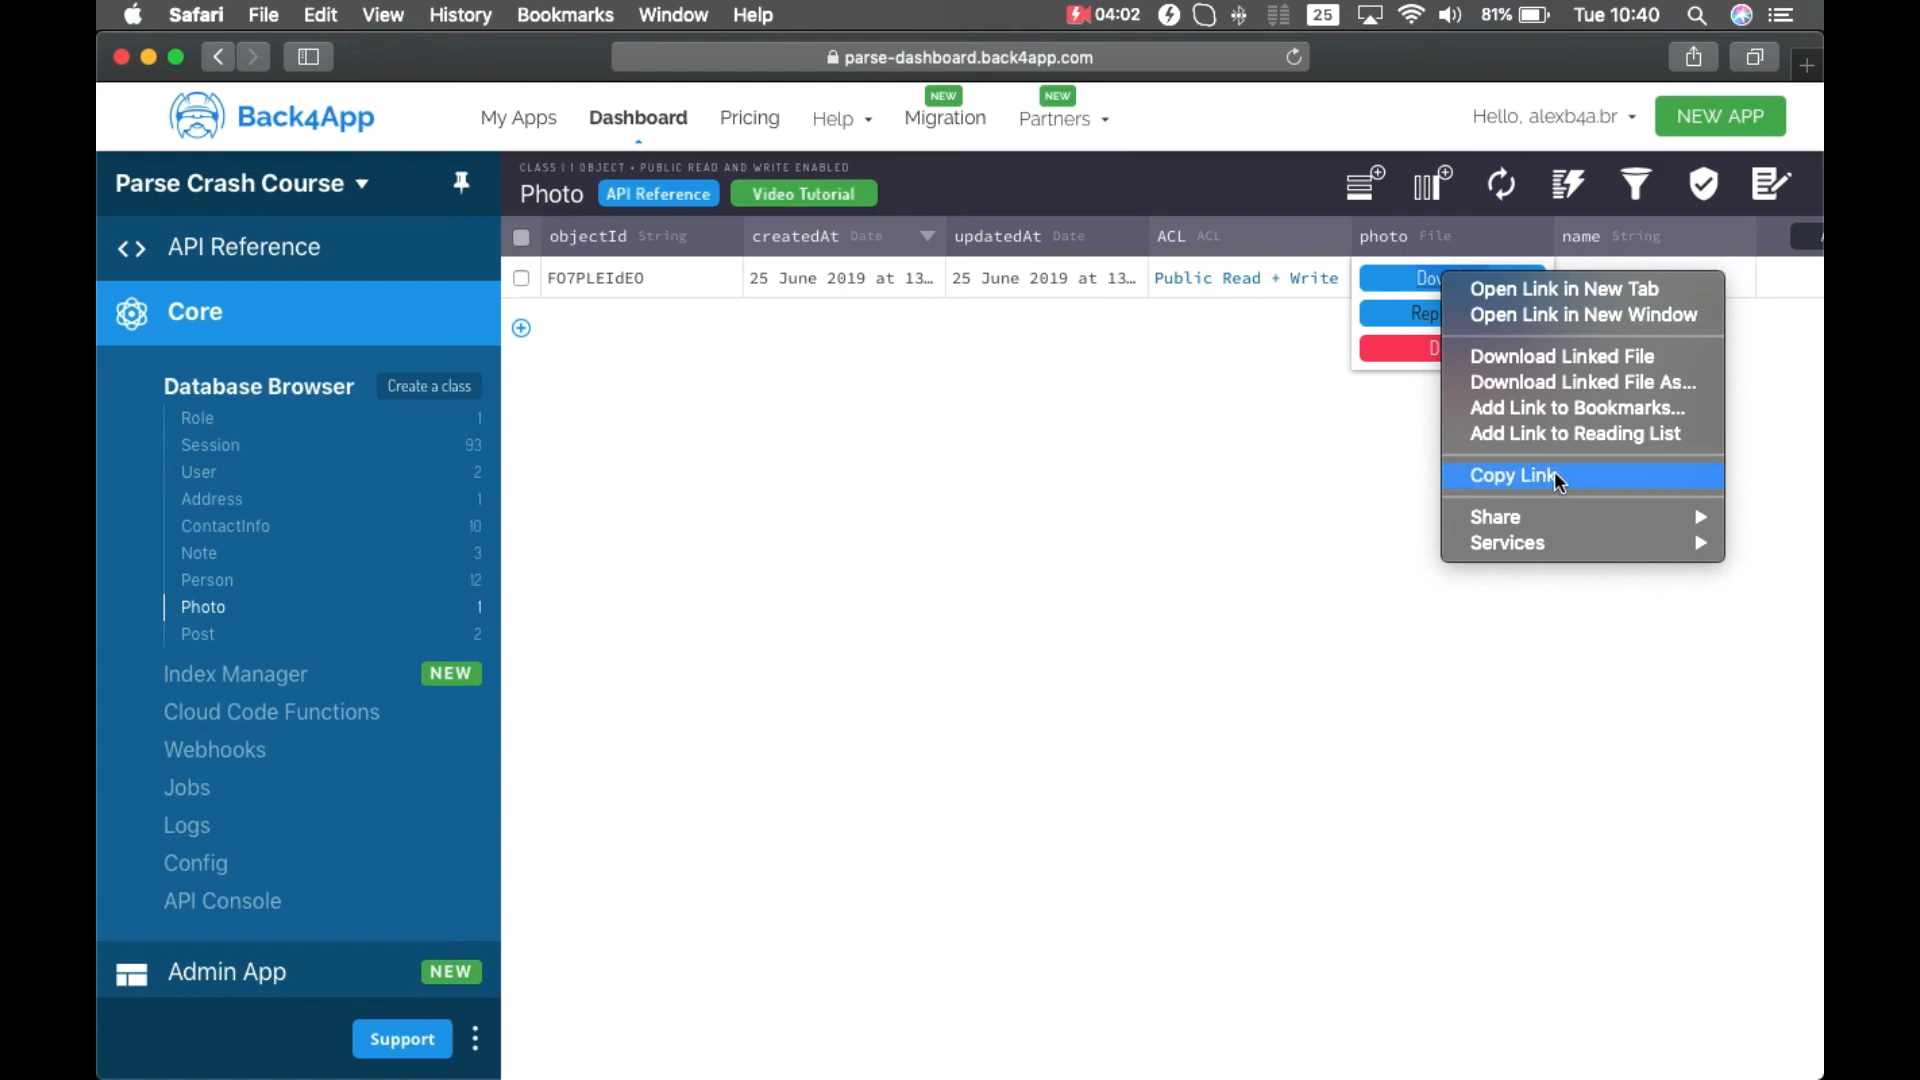 Safari File Edit View History Bookmarks Window Help 04:02 25 81% Tue 10:40
parse-dashboard.back4app.com
Back4App My Apps Dashboard Pricing Help NEW Migration NEW Partners Hello, alexb4a.br NEW APP
Parse Crash Course
API Reference
Core
Database Browser Create a class
Role 1
Session 93
User 2
Address 1
ContactInfo 10
Note 3
Person 12
Photo 1
Post 2
Index Manager NEW
Cloud Code Functions
Webhooks
Jobs
Logs
Config
API Console
Admin App NEW
Support
CLASS | 1 OBJECT • PUBLIC READ AND WRITE ENABLED
Photo API Reference Video Tutorial
objectId String createdAt Date updatedAt Date ACL ACL photo File name String
FO7PLEIdEO 25 June 2019 at 13… 25 June 2019 at 13… Public Read + Write
Dow
Rep
D
Open Link in New Tab
Open Link in New Window
Download Linked File
Download Linked File As...
Add Link to Bookmarks...
Add Link to Reading List
Copy Link
Share
Services